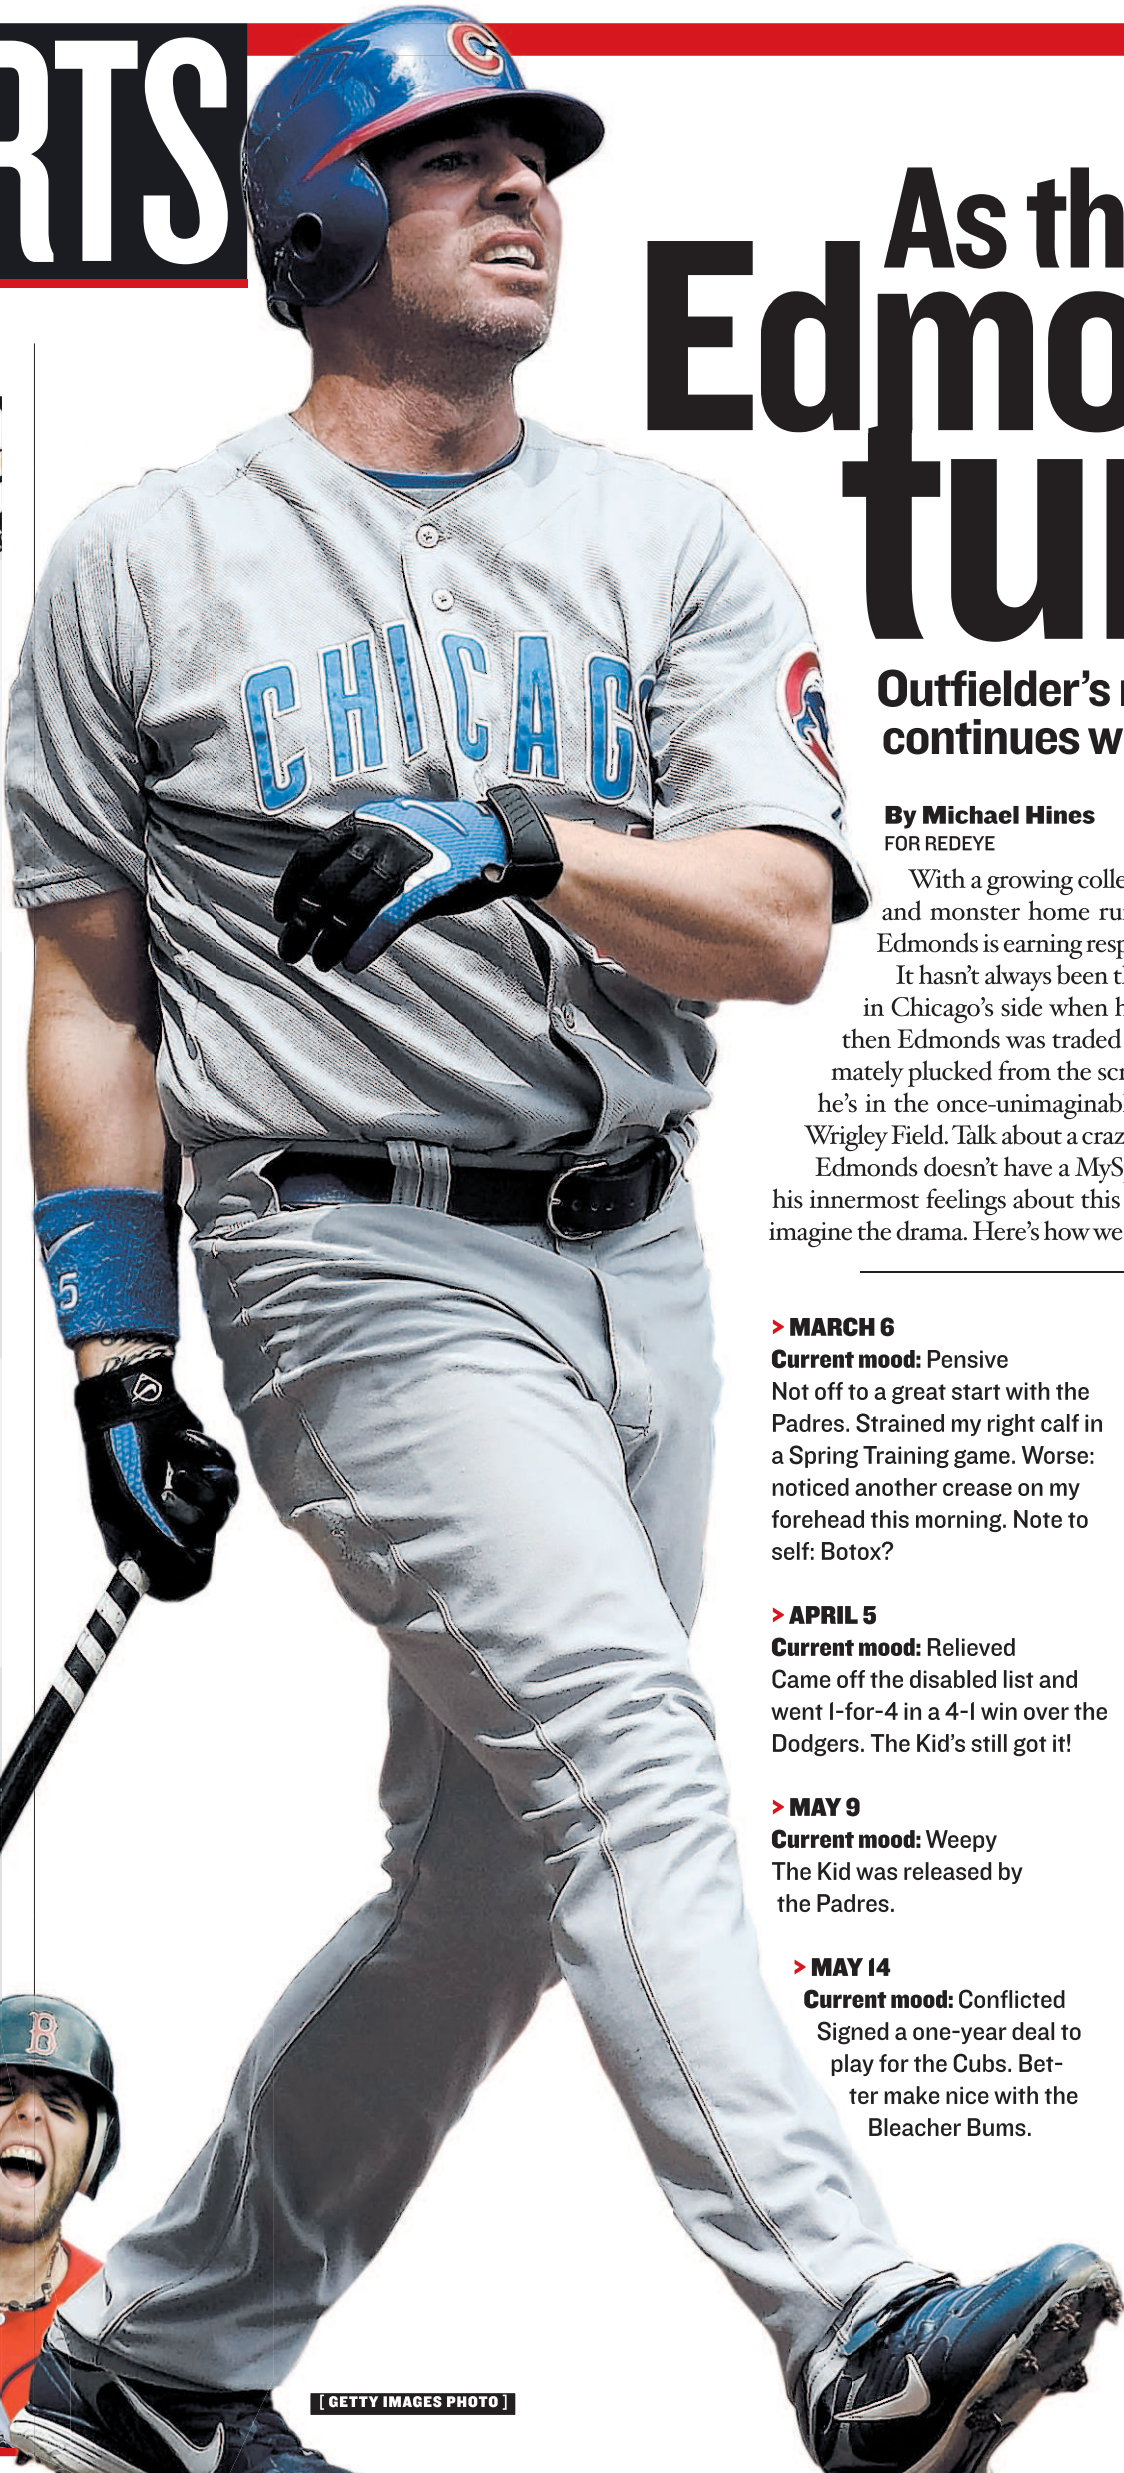 RTS
As th
Edmo
tur
Outfielder's
continues w
By Michael Hines
FOR REDEYE
With a growing colle
and monster home ru
Edmonds is earning resp
It hasn't always been t
in Chicago's side when h
then Edmonds was traded
mately plucked from the scr
he's in the once-unimaginabl
Wrigley Field. Talk about a craz
Edmonds doesn't have a MyS
his innermost feelings about this
imagine the drama. Here's how we
> MARCH 6
Current mood: Pensive
Not off to a great start with the
Padres. Strained my right calf in
a Spring Training game. Worse:
noticed another crease on my
forehead this morning. Note to
self: Botox?
> APRIL 5
Current mood: Relieved
Came off the disabled list and
went 1-for-4 in a 4-1 win over the
Dodgers. The Kid's still got it!
> MAY 9
Current mood: Weepy
The Kid was released by
the Padres.
> MAY 14
Current mood: Conflicted
Signed a one-year deal to
play for the Cubs. Bet-
ter make nice with the
Bleacher Bums.
C
CHICAG
5
B
[ GETTY IMAGES PHOTO ]